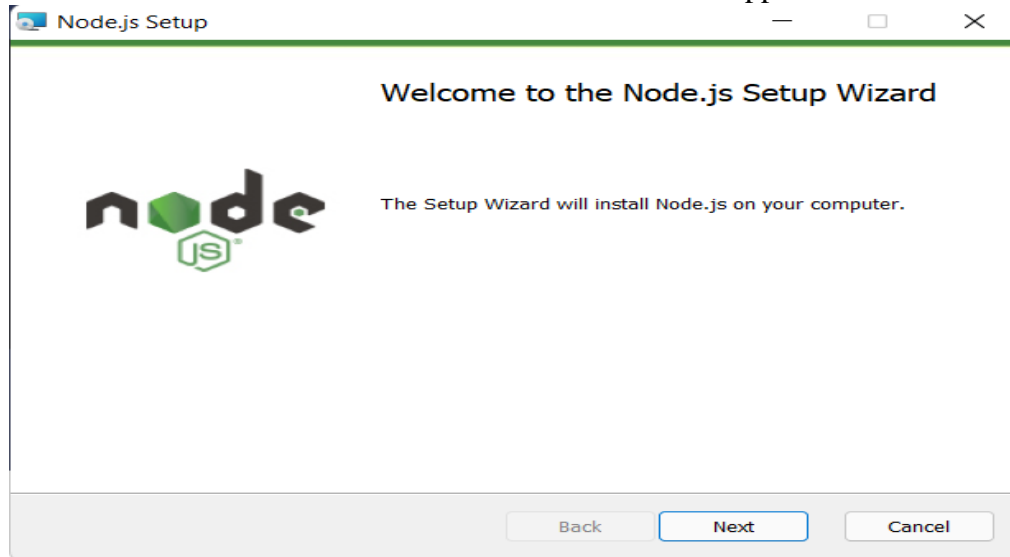 Node.js Setup
Welcome to the Node.js Setup Wizard
node
JS
The Setup Wizard will install Node.js on your computer.
Back Next Cancel